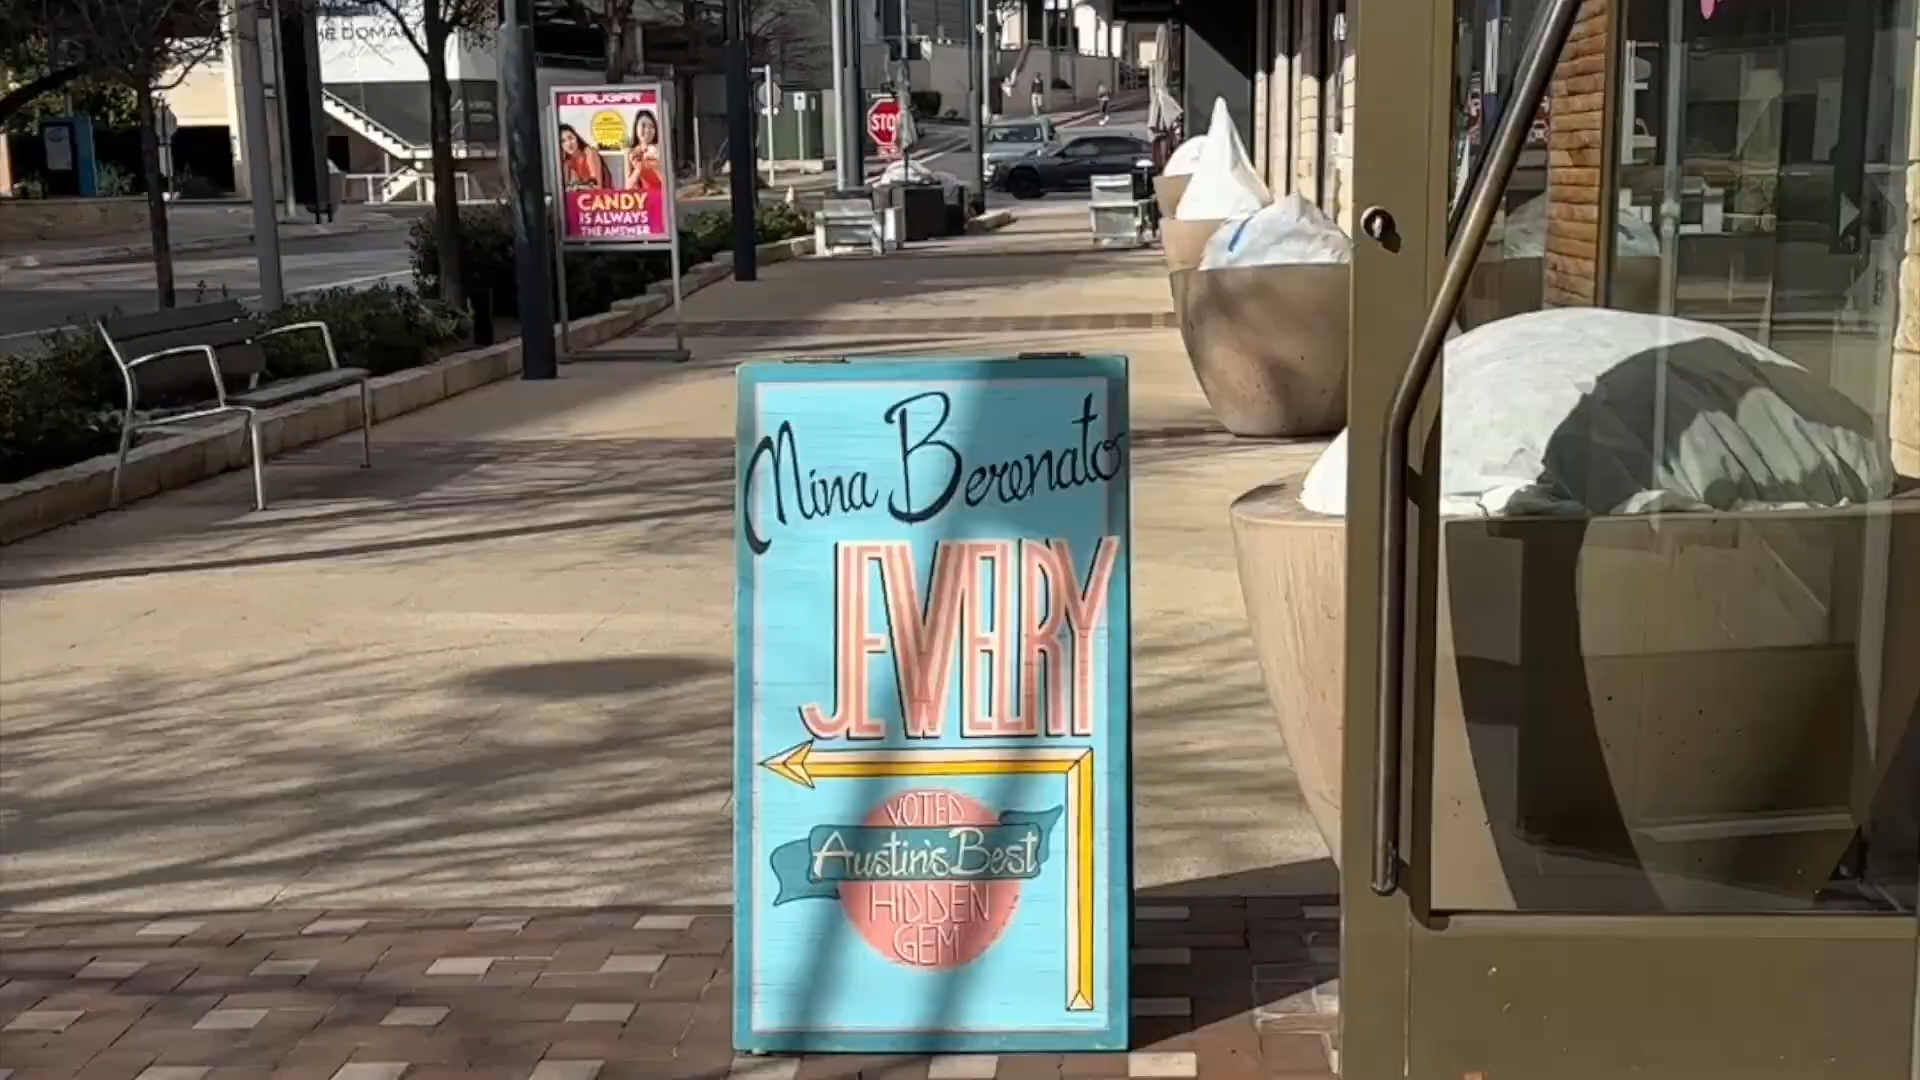 THE DOMAIN
IT'SUGAR
CANDY
IS ALWAYS
THE ANSWER
STOP
Nina Berenato
JEWELRY
VOTED
Austin's Best
HIDDEN
GEM